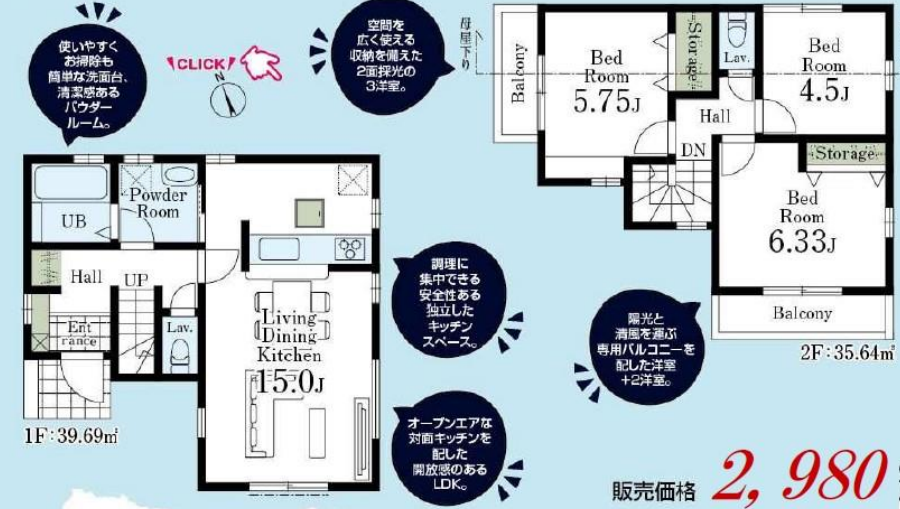 使いやすく
お掃除も
簡単な洗面台、
清潔感ある
パウダー
ルーム。
CLICK!
N
空間を
広く使える
収納を備えた
2面採光の
3洋室。
母屋下り
Balcony
Bed
Room
5.75J
Storage
Lav.
Bed
Room
4.5J
Hall
DN
Storage
Bed
Room
6.33J
Balcony
2F:35.64㎡
UB
Powder
Room
Hall
UP
Ent
rance
Lav.
Living
Dining
Kitchen
15.0J
1F:39.69㎡
調理に
集中できる
安全性ある
独立した
キッチン
スペース。
陽光と
清風を運ぶ
専用バルコニーを
配した洋室
+2洋室。
オープンエアな
対面キッチンを
配した
開放感のある
LDK。
販売価格 2,980